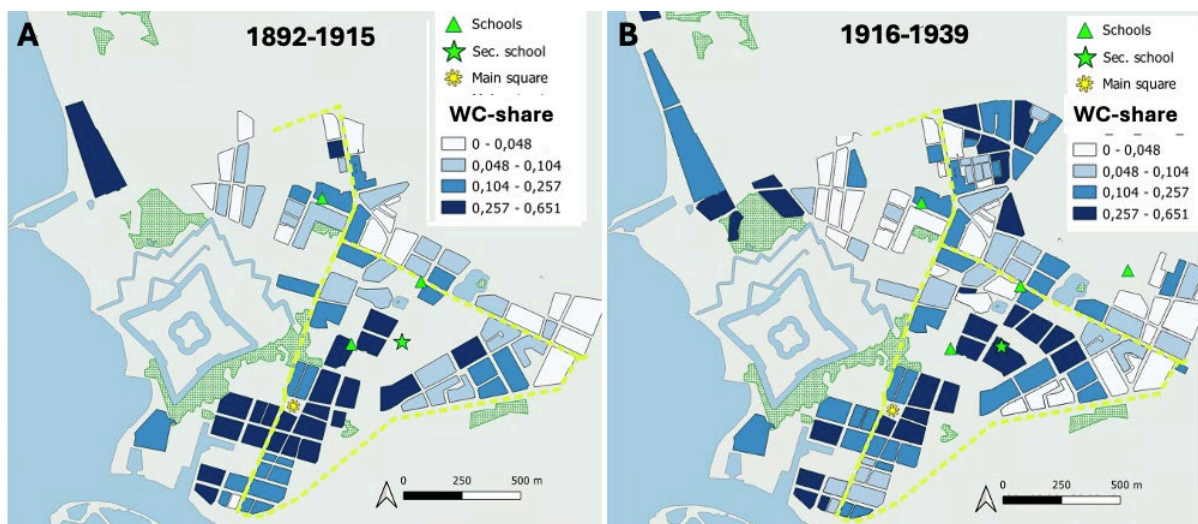 A
1892-1915
Schools
Sec. school
Main square
WC-share
0 - 0,048
0,048 - 0,104
0,104 - 0,257
0,257 - 0,651
0 250 500 m
B
1916-1939
Schools
Sec. school
Main square
WC-share
0 - 0,048
0,048 - 0,104
0,104 - 0,257
0,257 - 0,651
0 250 500 m